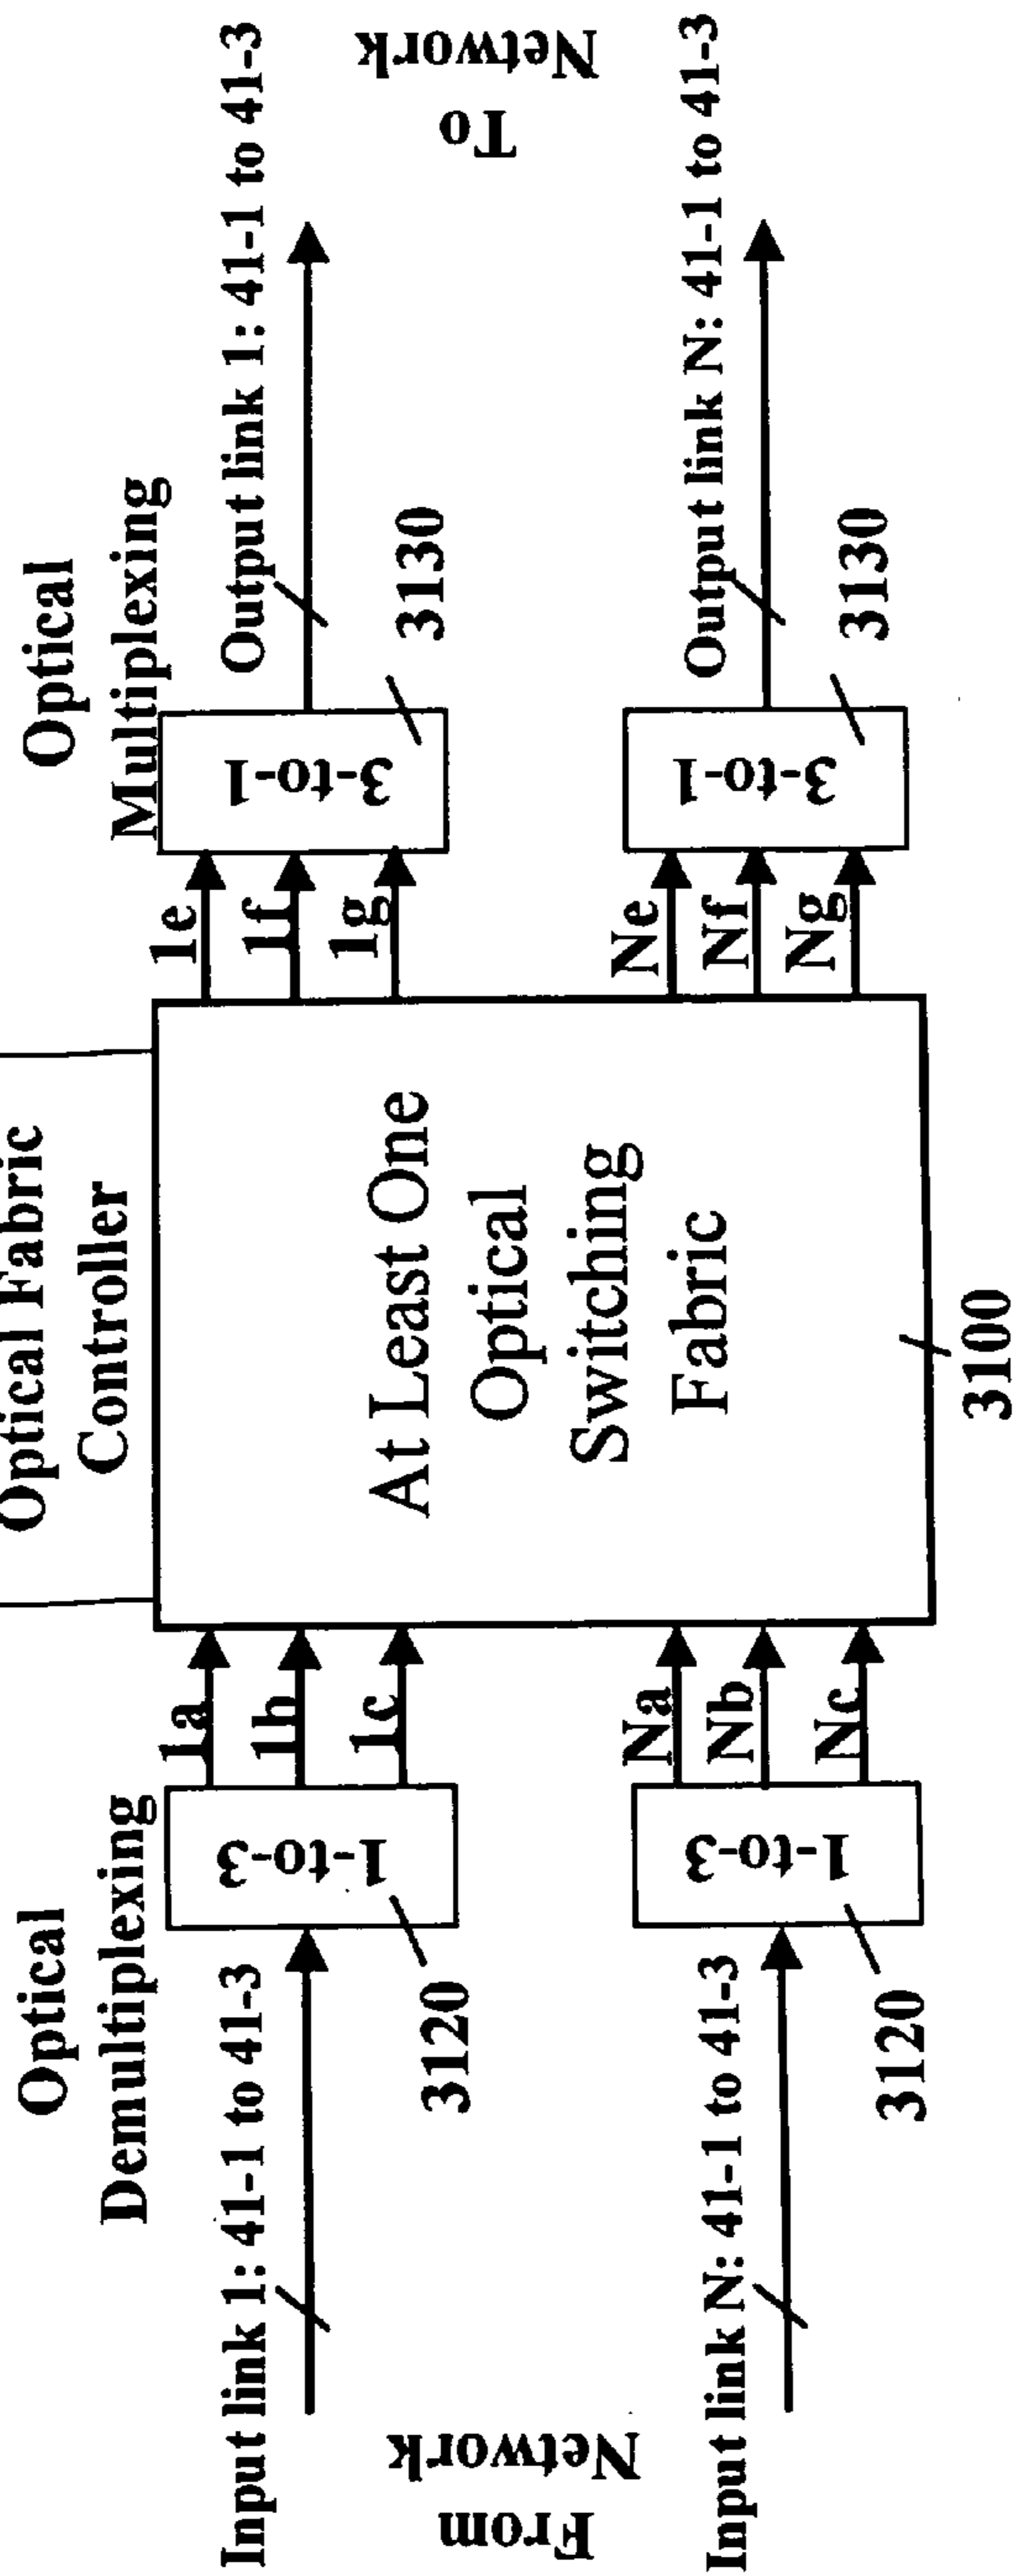 Optical Fabric
Controller
Optical
Demultiplexing
Optical
Multiplexing
From
Network
Input link 1: 41-1 to 41-3
1-to-3
3120
1a
1b
1c
Input link N: 41-1 to 41-3
1-to-3
3120
Na
Nb
Nc
At Least One
Optical
Switching
Fabric
3100
1e
1f
1g
3-to-1
3130
Output link 1: 41-1 to 41-3
Ne
Nf
Ng
3-to-1
3130
Output link N: 41-1 to 41-3
To
Network